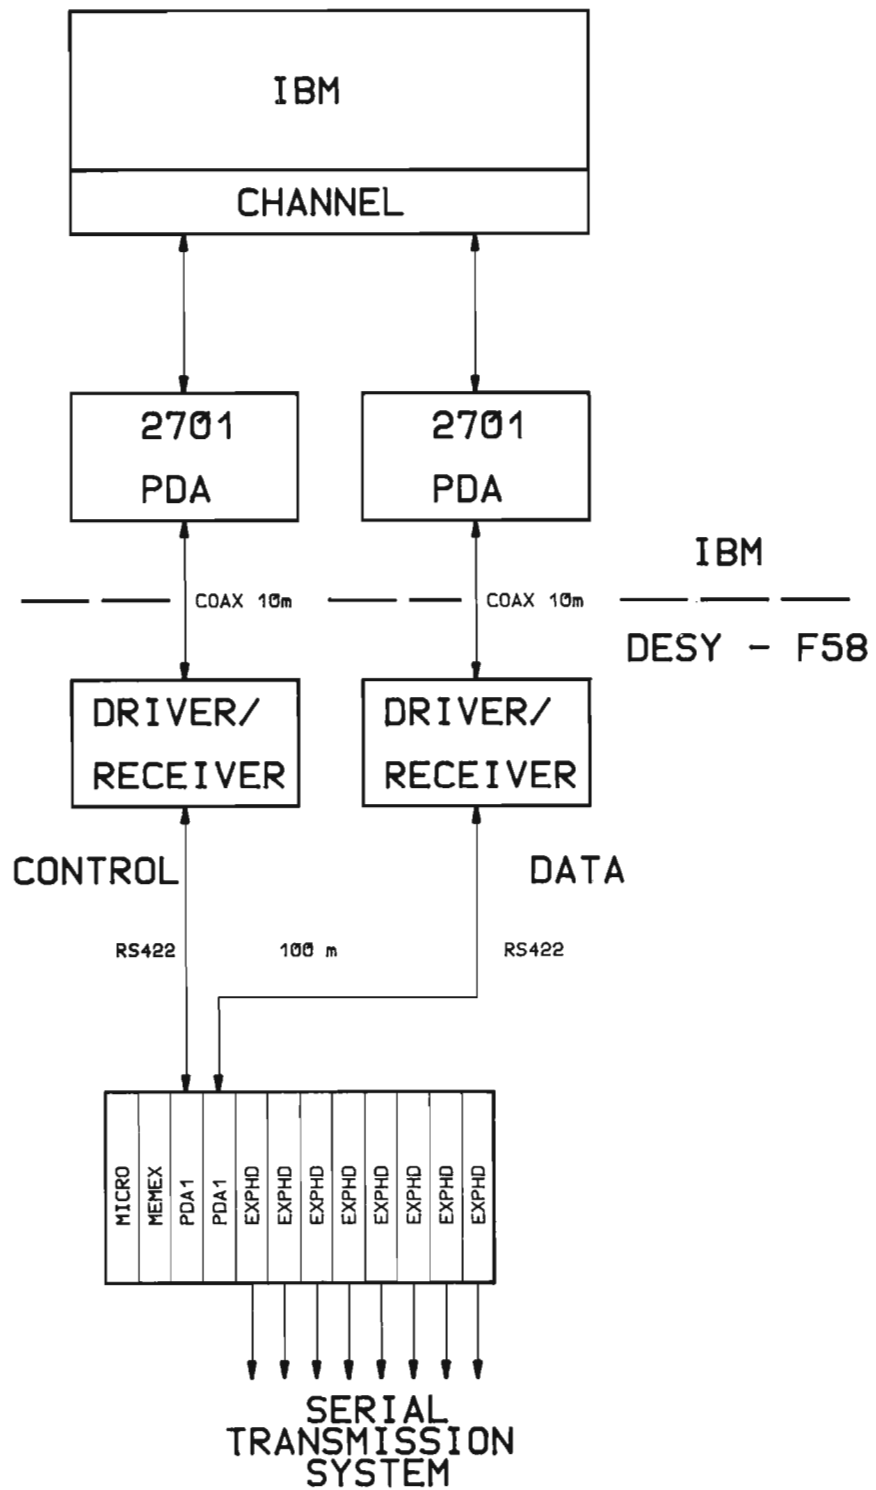 IBM
CHANNEL
2701
PDA
2701
PDA
IBM
COAX 10m
COAX 10m
DESY - F58
DRIVER/
RECEIVER
DRIVER/
RECEIVER
CONTROL
DATA
RS422
100 m
RS422
MICRO
MEMEX
PDA1
PDA1
EXPHD
EXPHD
EXPHD
EXPHD
EXPHD
EXPHD
EXPHD
EXPHD
SERIAL
TRANSMISSION
SYSTEM